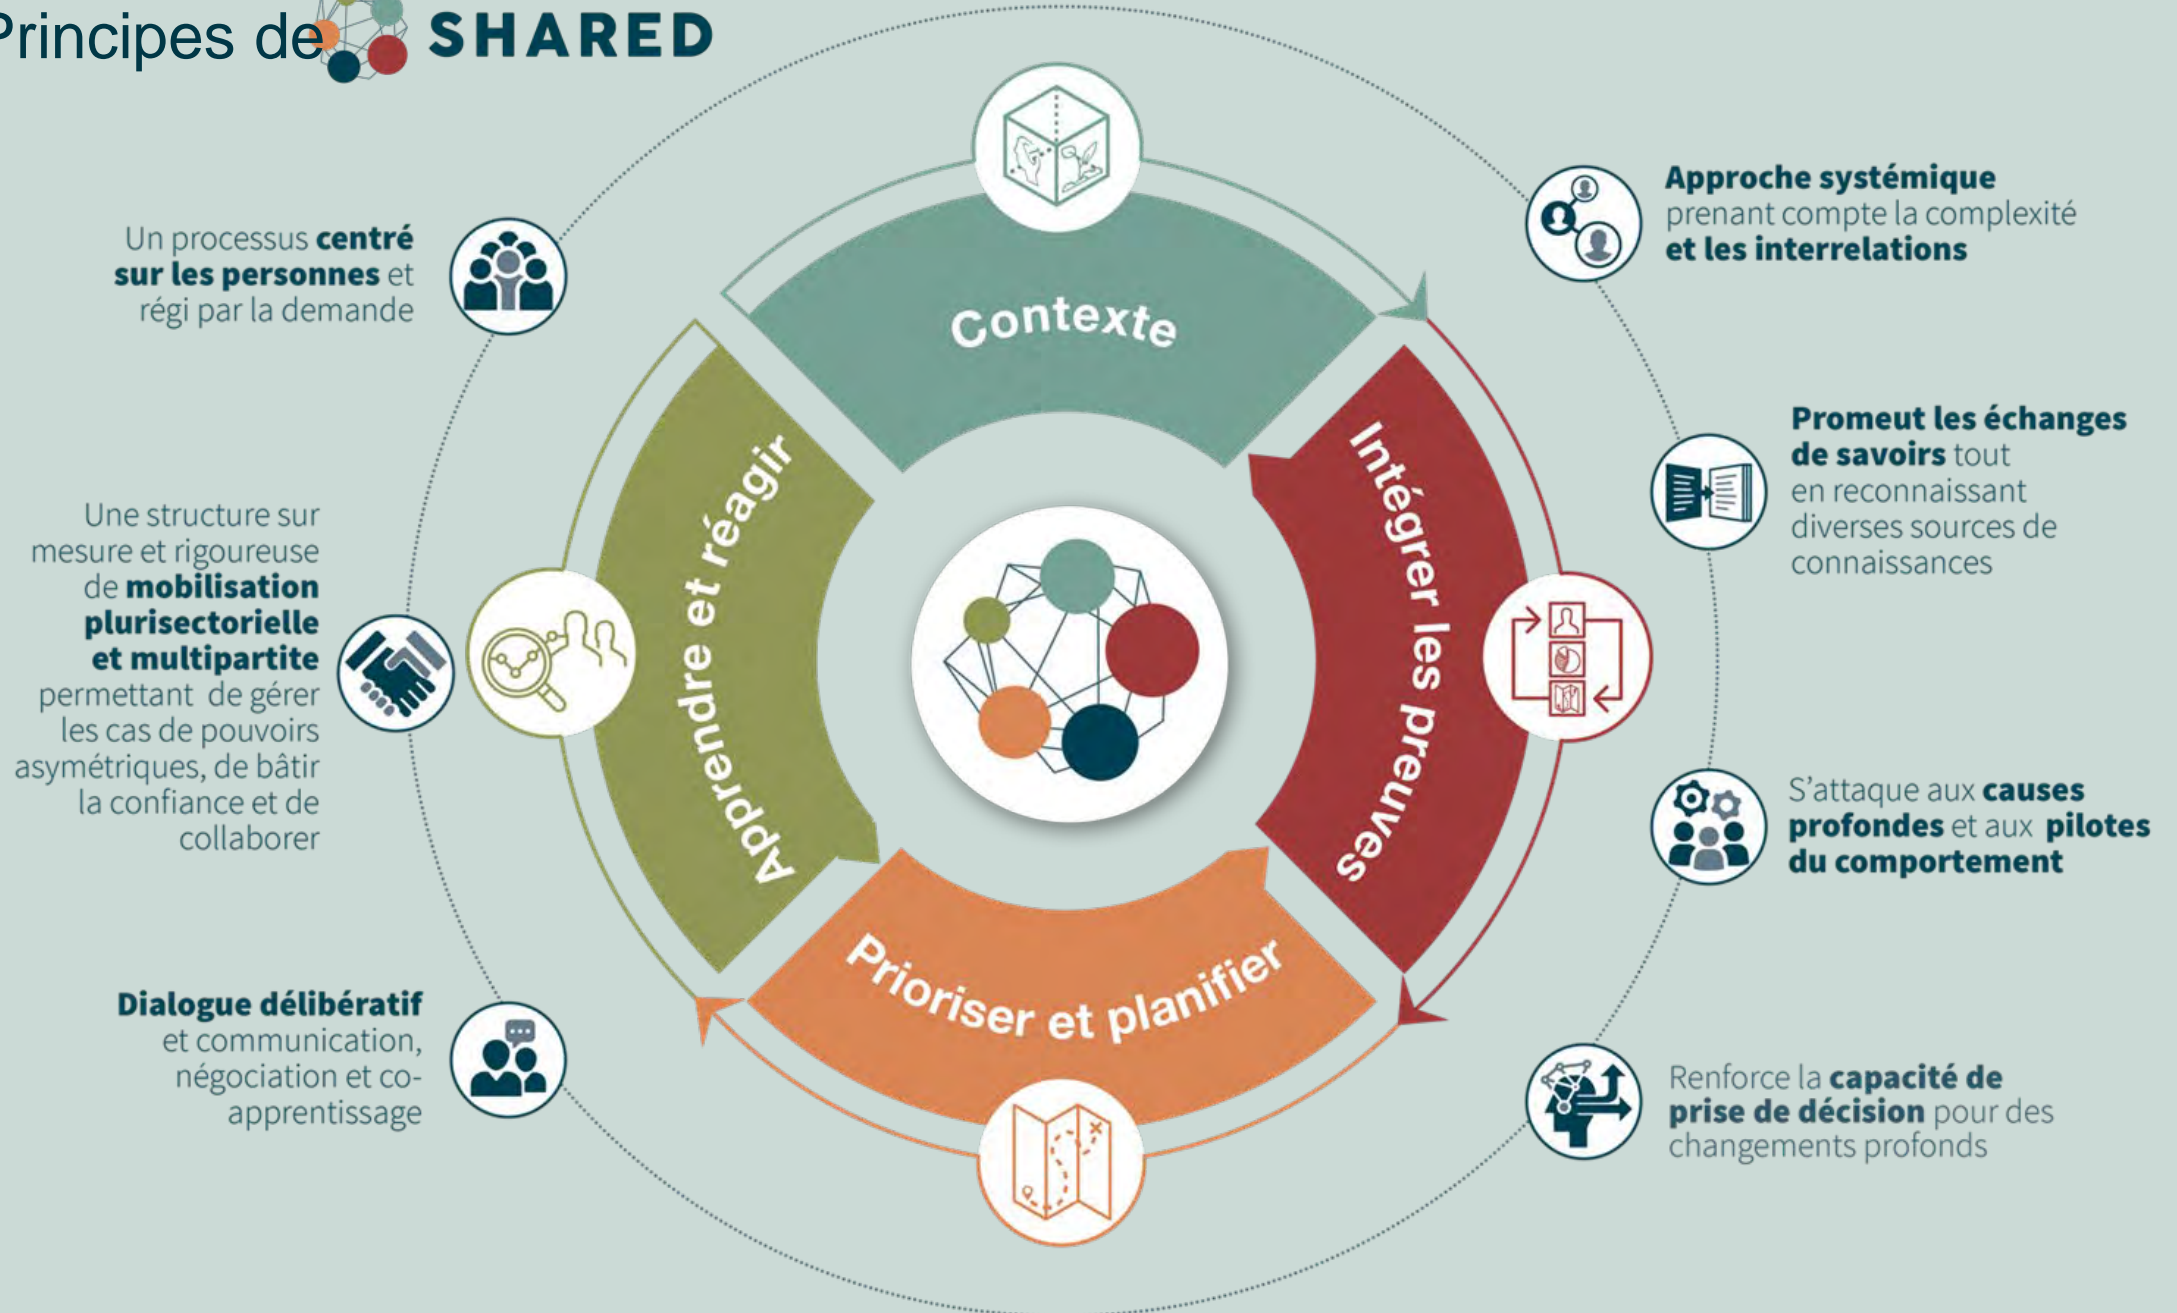 Principes de SHARED
Contexte
Intégrer les preuves
Prioriser et planifier
Apprendre et réagir
Approche systémique
prenant compte la complexité
et les interrelations
Promeut les échanges
de savoirs tout
en reconnaissant
diverses sources de
connaissances
S'attaque aux causes
profondes et aux pilotes
du comportement
Renforce la capacité de
prise de décision pour des
changements profonds
Dialogue délibératif
et communication,
négociation et co-
apprentissage
Une structure sur
mesure et rigoureuse
de mobilisation
plurisectorielle
et multipartite
permettant de gérer
les cas de pouvoirs
asymétriques, de bâtir
la confiance et de
collaborer
Un processus centré
sur les personnes et
régi par la demande